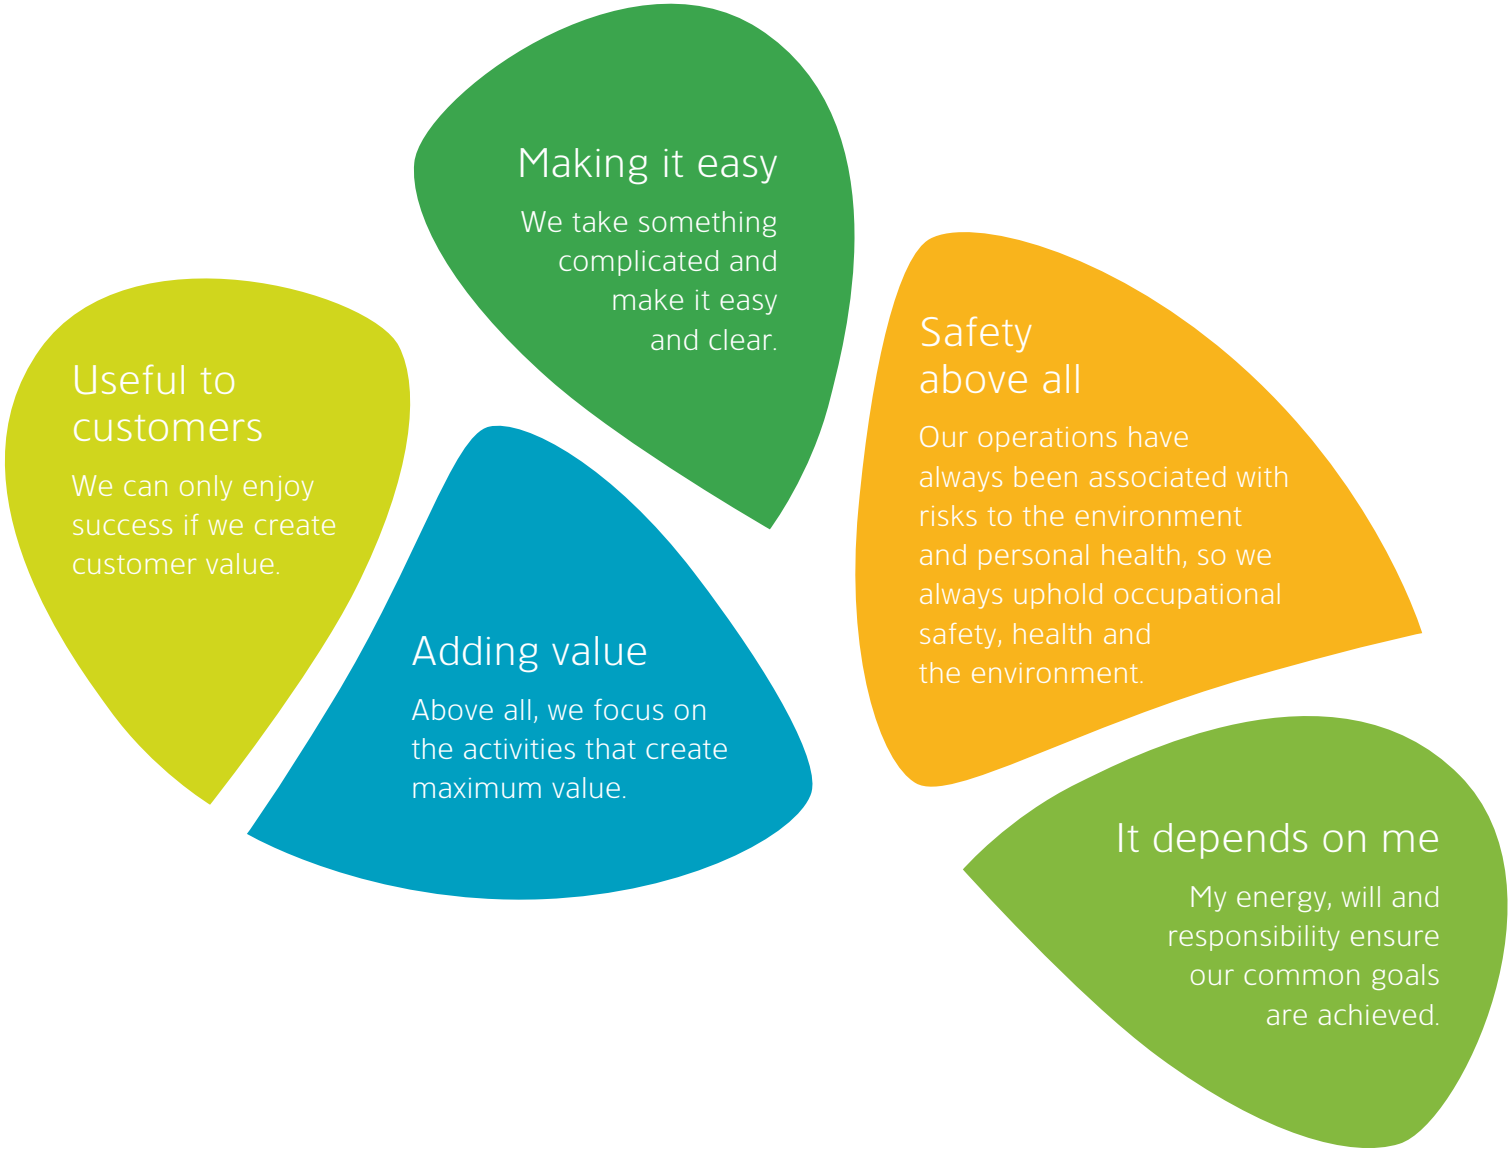 Making it easy
We take something
complicated and
make it easy
and clear.
Useful to
customers
We can only enjoy
success if we create
customer value.
Safety
above all
Our operations have
always been associated with
risks to the environment
and personal health, so we
always uphold occupational
safety, health and
the environment.
Adding value
Above all, we focus on
the activities that create
maximum value.
It depends on me
My energy, will and
responsibility ensure
our common goals
are achieved.